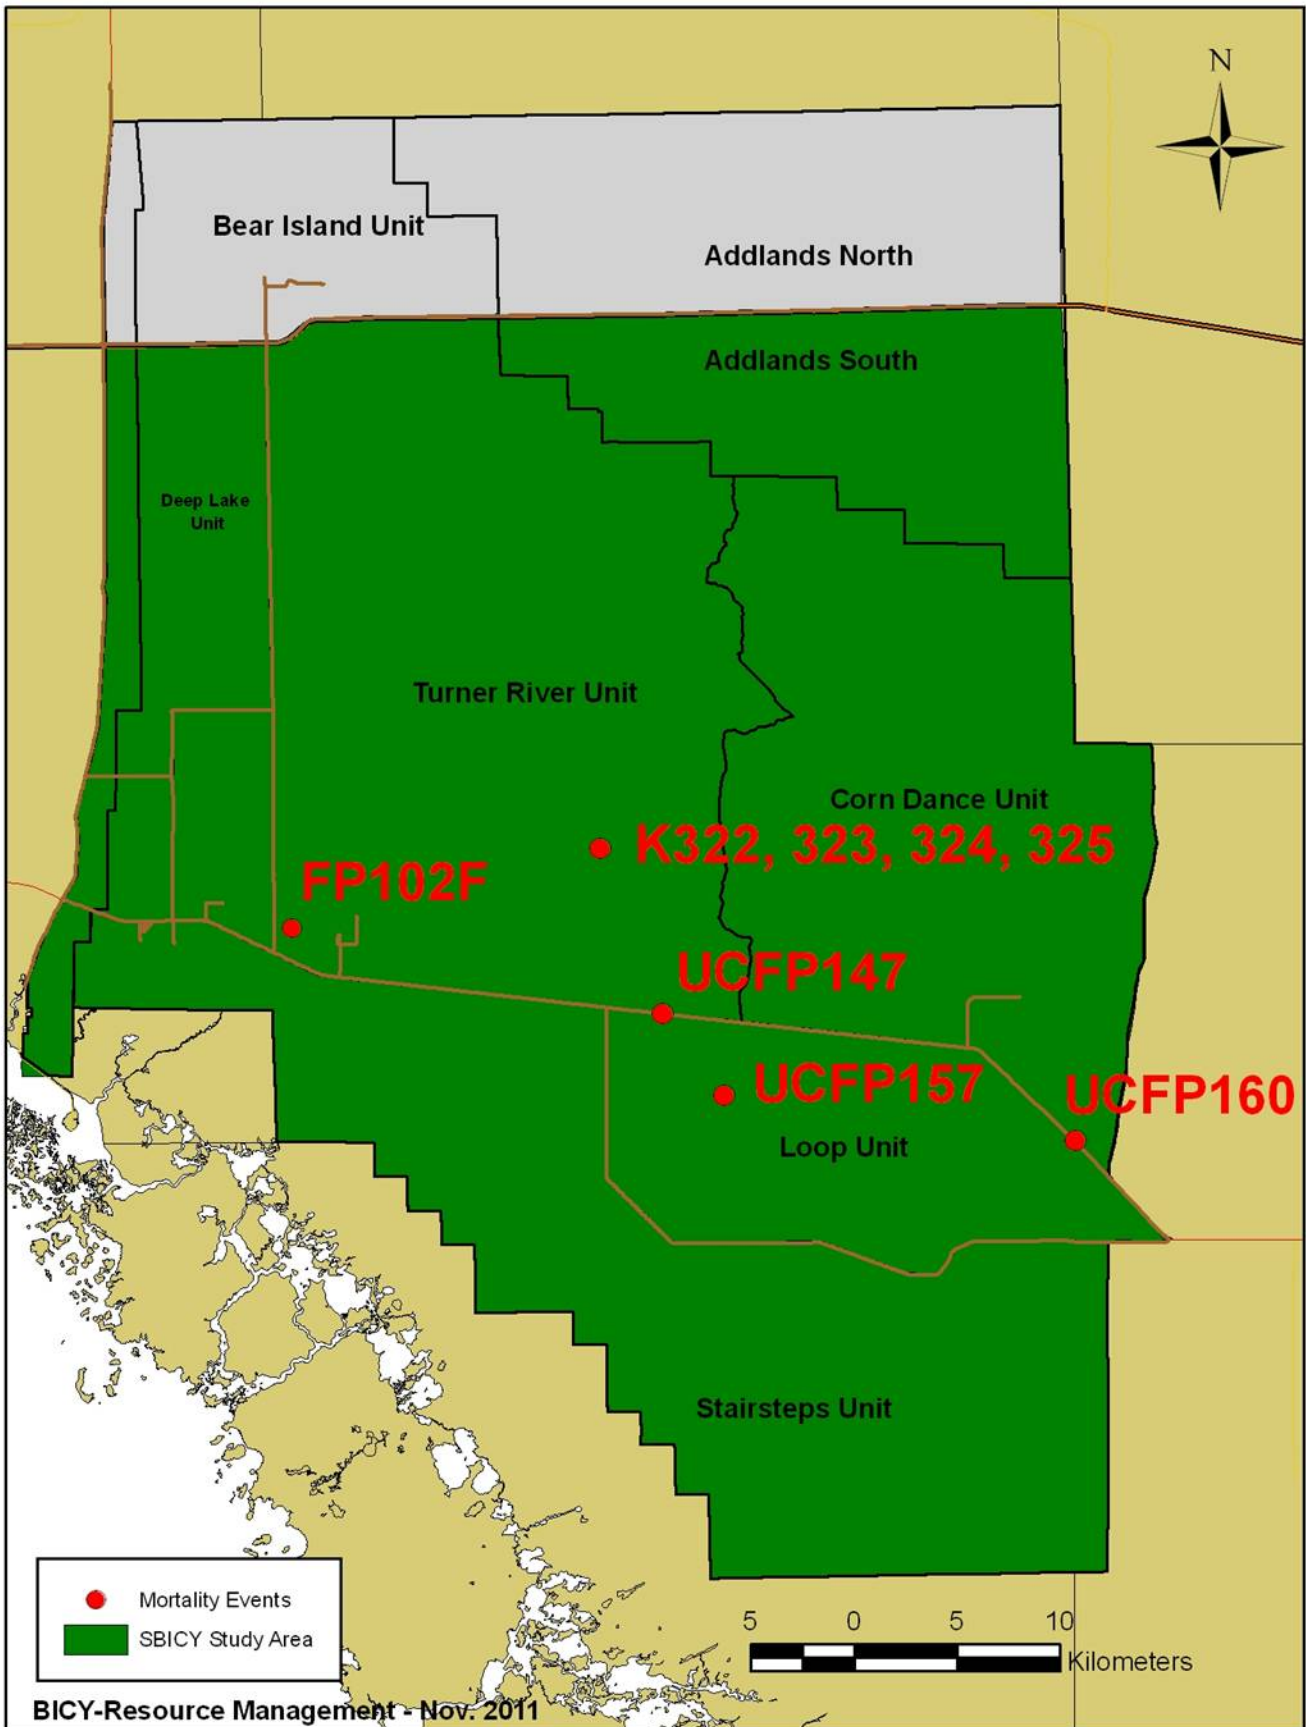 N
Bear Island Unit
Addlands North
Addlands South
Deep Lake
Unit
Turner River Unit
Corn Dance Unit
K322, 323, 324, 325
FP102F
UCFP147
UCFP157
UCFP160
Loop Unit
Stairsteps Unit
Mortality Events
SBICY Study Area
5 0 5 10
Kilometers
BICY-Resource Management - Nov. 2011